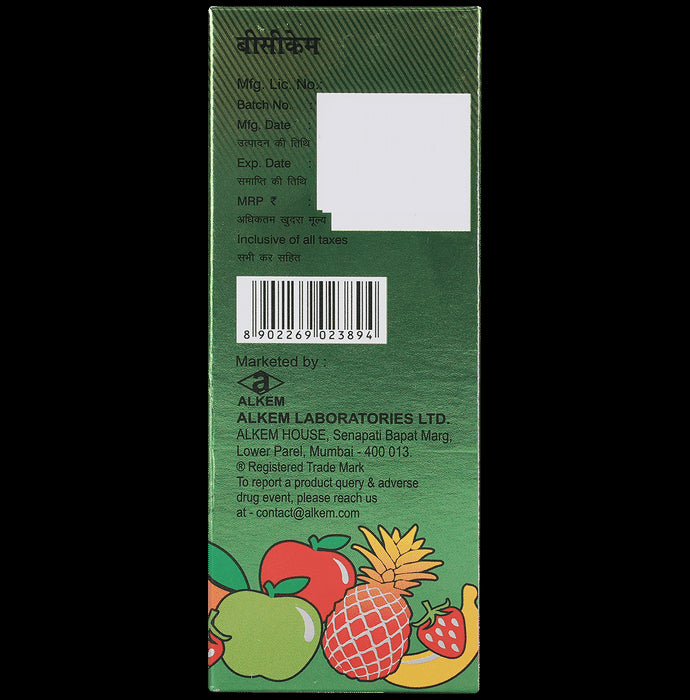 बीसीकेम
Mfg. Lic. No.:
Batch No. :
Mfg. Date :
उत्पादन की तिथि
Exp. Date :
समाप्ति की तिथि
MRP ₹ :
अधिकतम खुदरा मूल्य
Inclusive of all taxes
सभी कर सहित
8 902269 023894
Marketed by :
a
ALKEM
ALKEM LABORATORIES LTD.
ALKEM HOUSE, Senapati Bapat Marg,
Lower Parel, Mumbai - 400 013.
® Registered Trade Mark
To report a product query & adverse
drug event, please reach us
at - contact@alkem.com